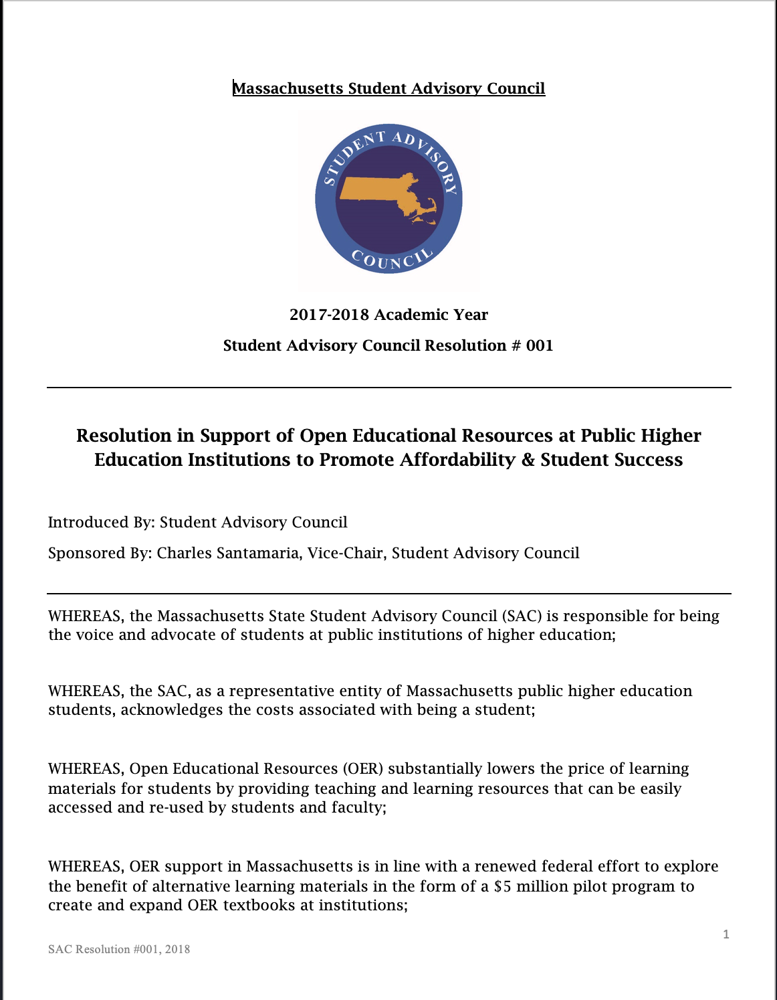 Massachusetts Student Advisory Council
STUDENT ADVISORY
COUNCIL
2017-2018 Academic Year
Student Advisory Council Resolution # 001
Resolution in Support of Open Educational Resources at Public Higher
Education Institutions to Promote Affordability & Student Success
Introduced By: Student Advisory Council
Sponsored By: Charles Santamaria, Vice-Chair, Student Advisory Council
WHEREAS, the Massachusetts State Student Advisory Council (SAC) is responsible for being
the voice and advocate of students at public institutions of higher education;
WHEREAS, the SAC, as a representative entity of Massachusetts public higher education
students, acknowledges the costs associated with being a student;
WHEREAS, Open Educational Resources (OER) substantially lowers the price of learning
materials for students by providing teaching and learning resources that can be easily
accessed and re-used by students and faculty;
WHEREAS, OER support in Massachusetts is in line with a renewed federal effort to explore
the benefit of alternative learning materials in the form of a $5 million pilot program to
create and expand OER textbooks at institutions;
1
SAC Resolution #001, 2018